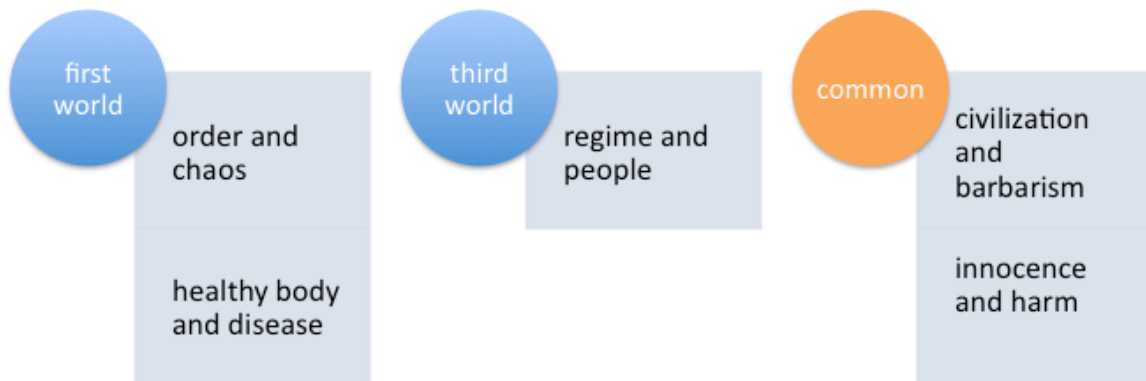 first
world
order and
chaos
healthy body
and disease
third
world
regime and
people
common
civilization
and
barbarism
innocence
and harm